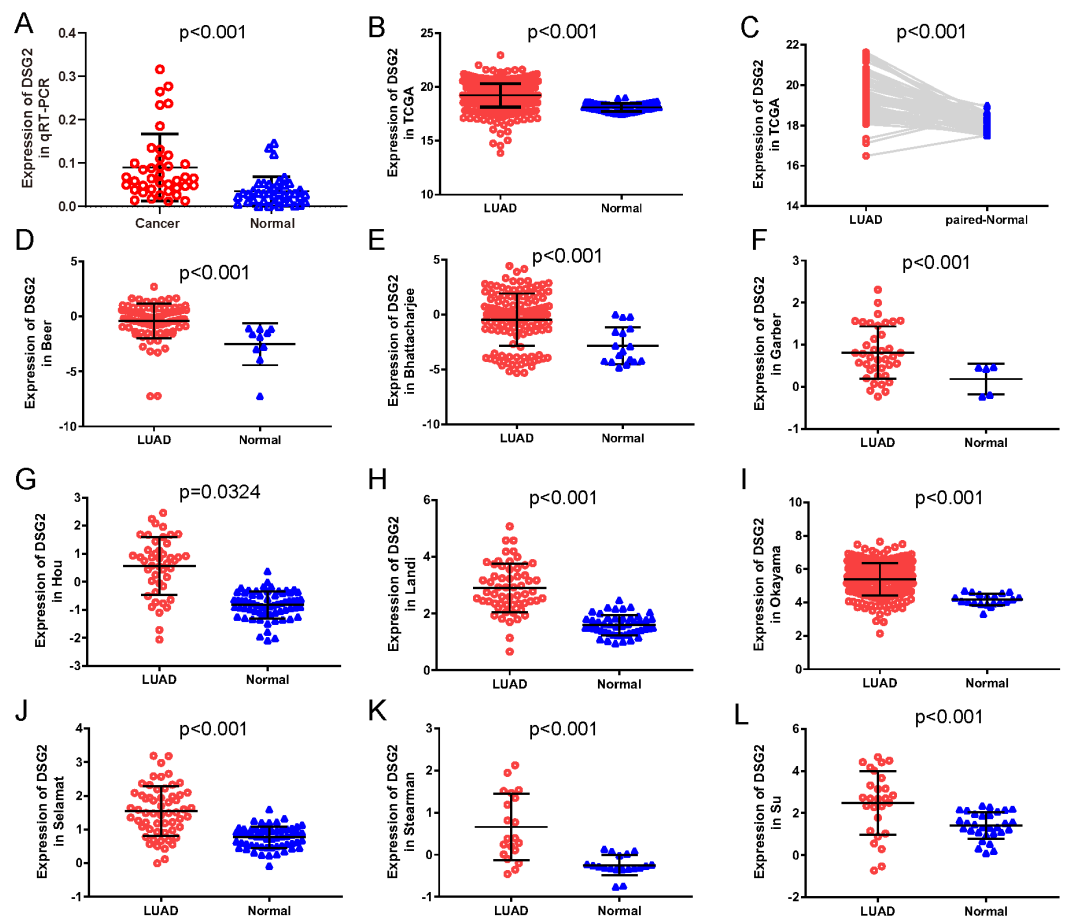 A
p<0.001
Expression of DSG2
in qRT-PCR
0.4
0.3
0.2
0.1
0.0
Cancer
Normal
B
p<0.001
Expression of DSG2
in TCGA
25
20
15
10
LUAD
Normal
C
p<0.001
Expression of DSG2
in TCGA
22
20
18
16
14
LUAD
paired-Normal
D
p<0.001
Expression of DSG2
in Beer
5
0
-5
-10
LUAD
Normal
E
p<0.001
Expression of DSG2
in Bhattacharjee
5
0
-5
-10
LUAD
Normal
F
p<0.001
Expression of DSG2
in Garber
3
2
1
0
-1
LUAD
Normal
G
p=0.0324
Expression of DSG2
in Hou
3
2
1
0
-1
-2
-3
LUAD
Normal
H
p<0.001
Expression of DSG2
in Landi
6
4
2
0
LUAD
Normal
I
p<0.001
Expression of DSG2
in Okayama
10
8
6
4
2
0
LUAD
Normal
J
p<0.001
Expression of DSG2
in Selamat
4
3
2
1
0
-1
LUAD
Normal
K
p<0.001
Expression of DSG2
in Stearman
3
2
1
0
-1
LUAD
Normal
L
p<0.001
Expression of DSG2
in Su
6
4
2
0
-2
LUAD
Normal